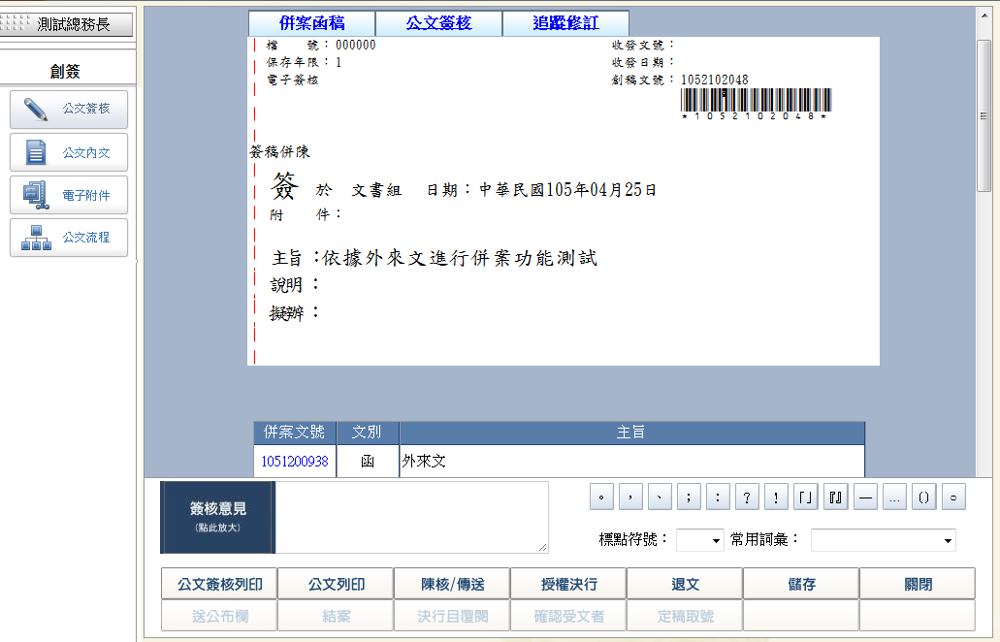 測試總務長
創簽
公文簽核
公文內文
電子附件
公文流程
併案函稿 公文簽核 追蹤修訂
檔　　號：000000
保存年限：1
電子簽核
收發文號：
收發日期：
創稿文號：1052102048
*1052102048*
簽稿併陳
簽 於 文書組 日期：中華民國105年04月25日
附　　件：
主旨：依據外來文進行併案功能測試
說明：
擬辦：
併案文號 文別 主旨
1051200938 函 外來文
簽核意見
(點此放大)
。 ， 、 ； ： ？ ！ 「」 『』 — … () ○
標點符號： 常用詞彙：
公文簽核列印 公文列印 陳核/傳送 授權決行 退文 儲存 關閉
送公布欄 結案 決行且覆閱 確認受文者 定稿取號